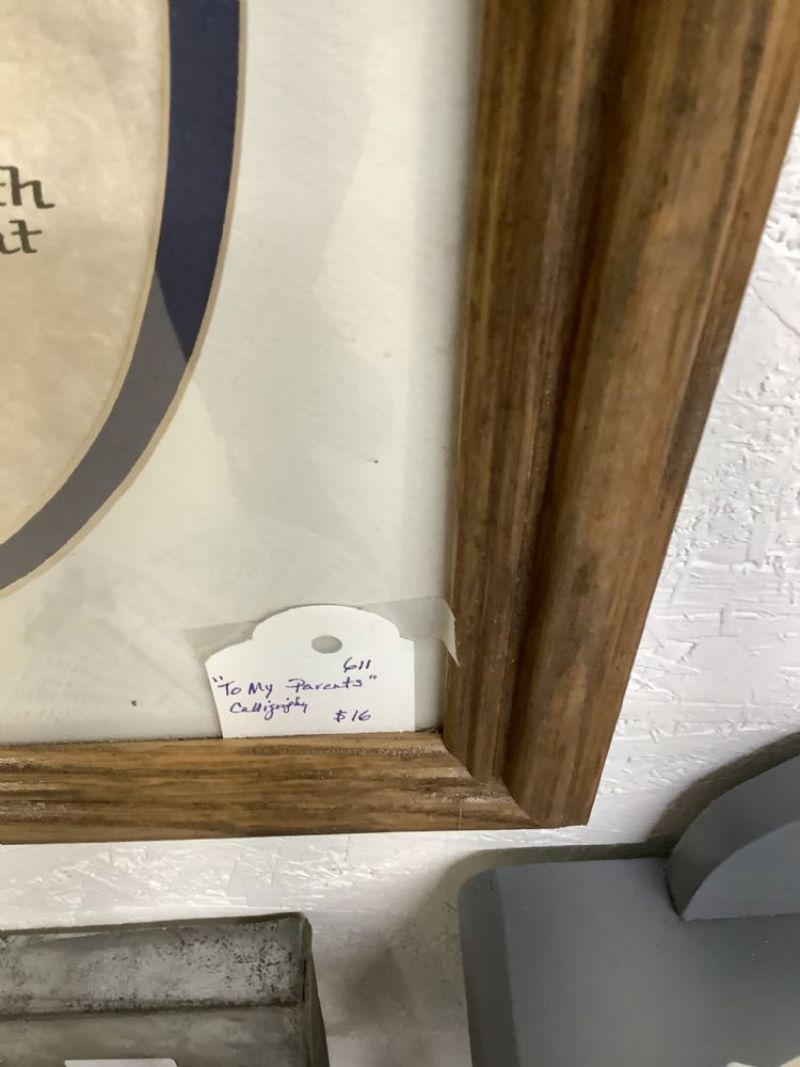 th
at
611
"To My Parents"
Calligraphy
$16